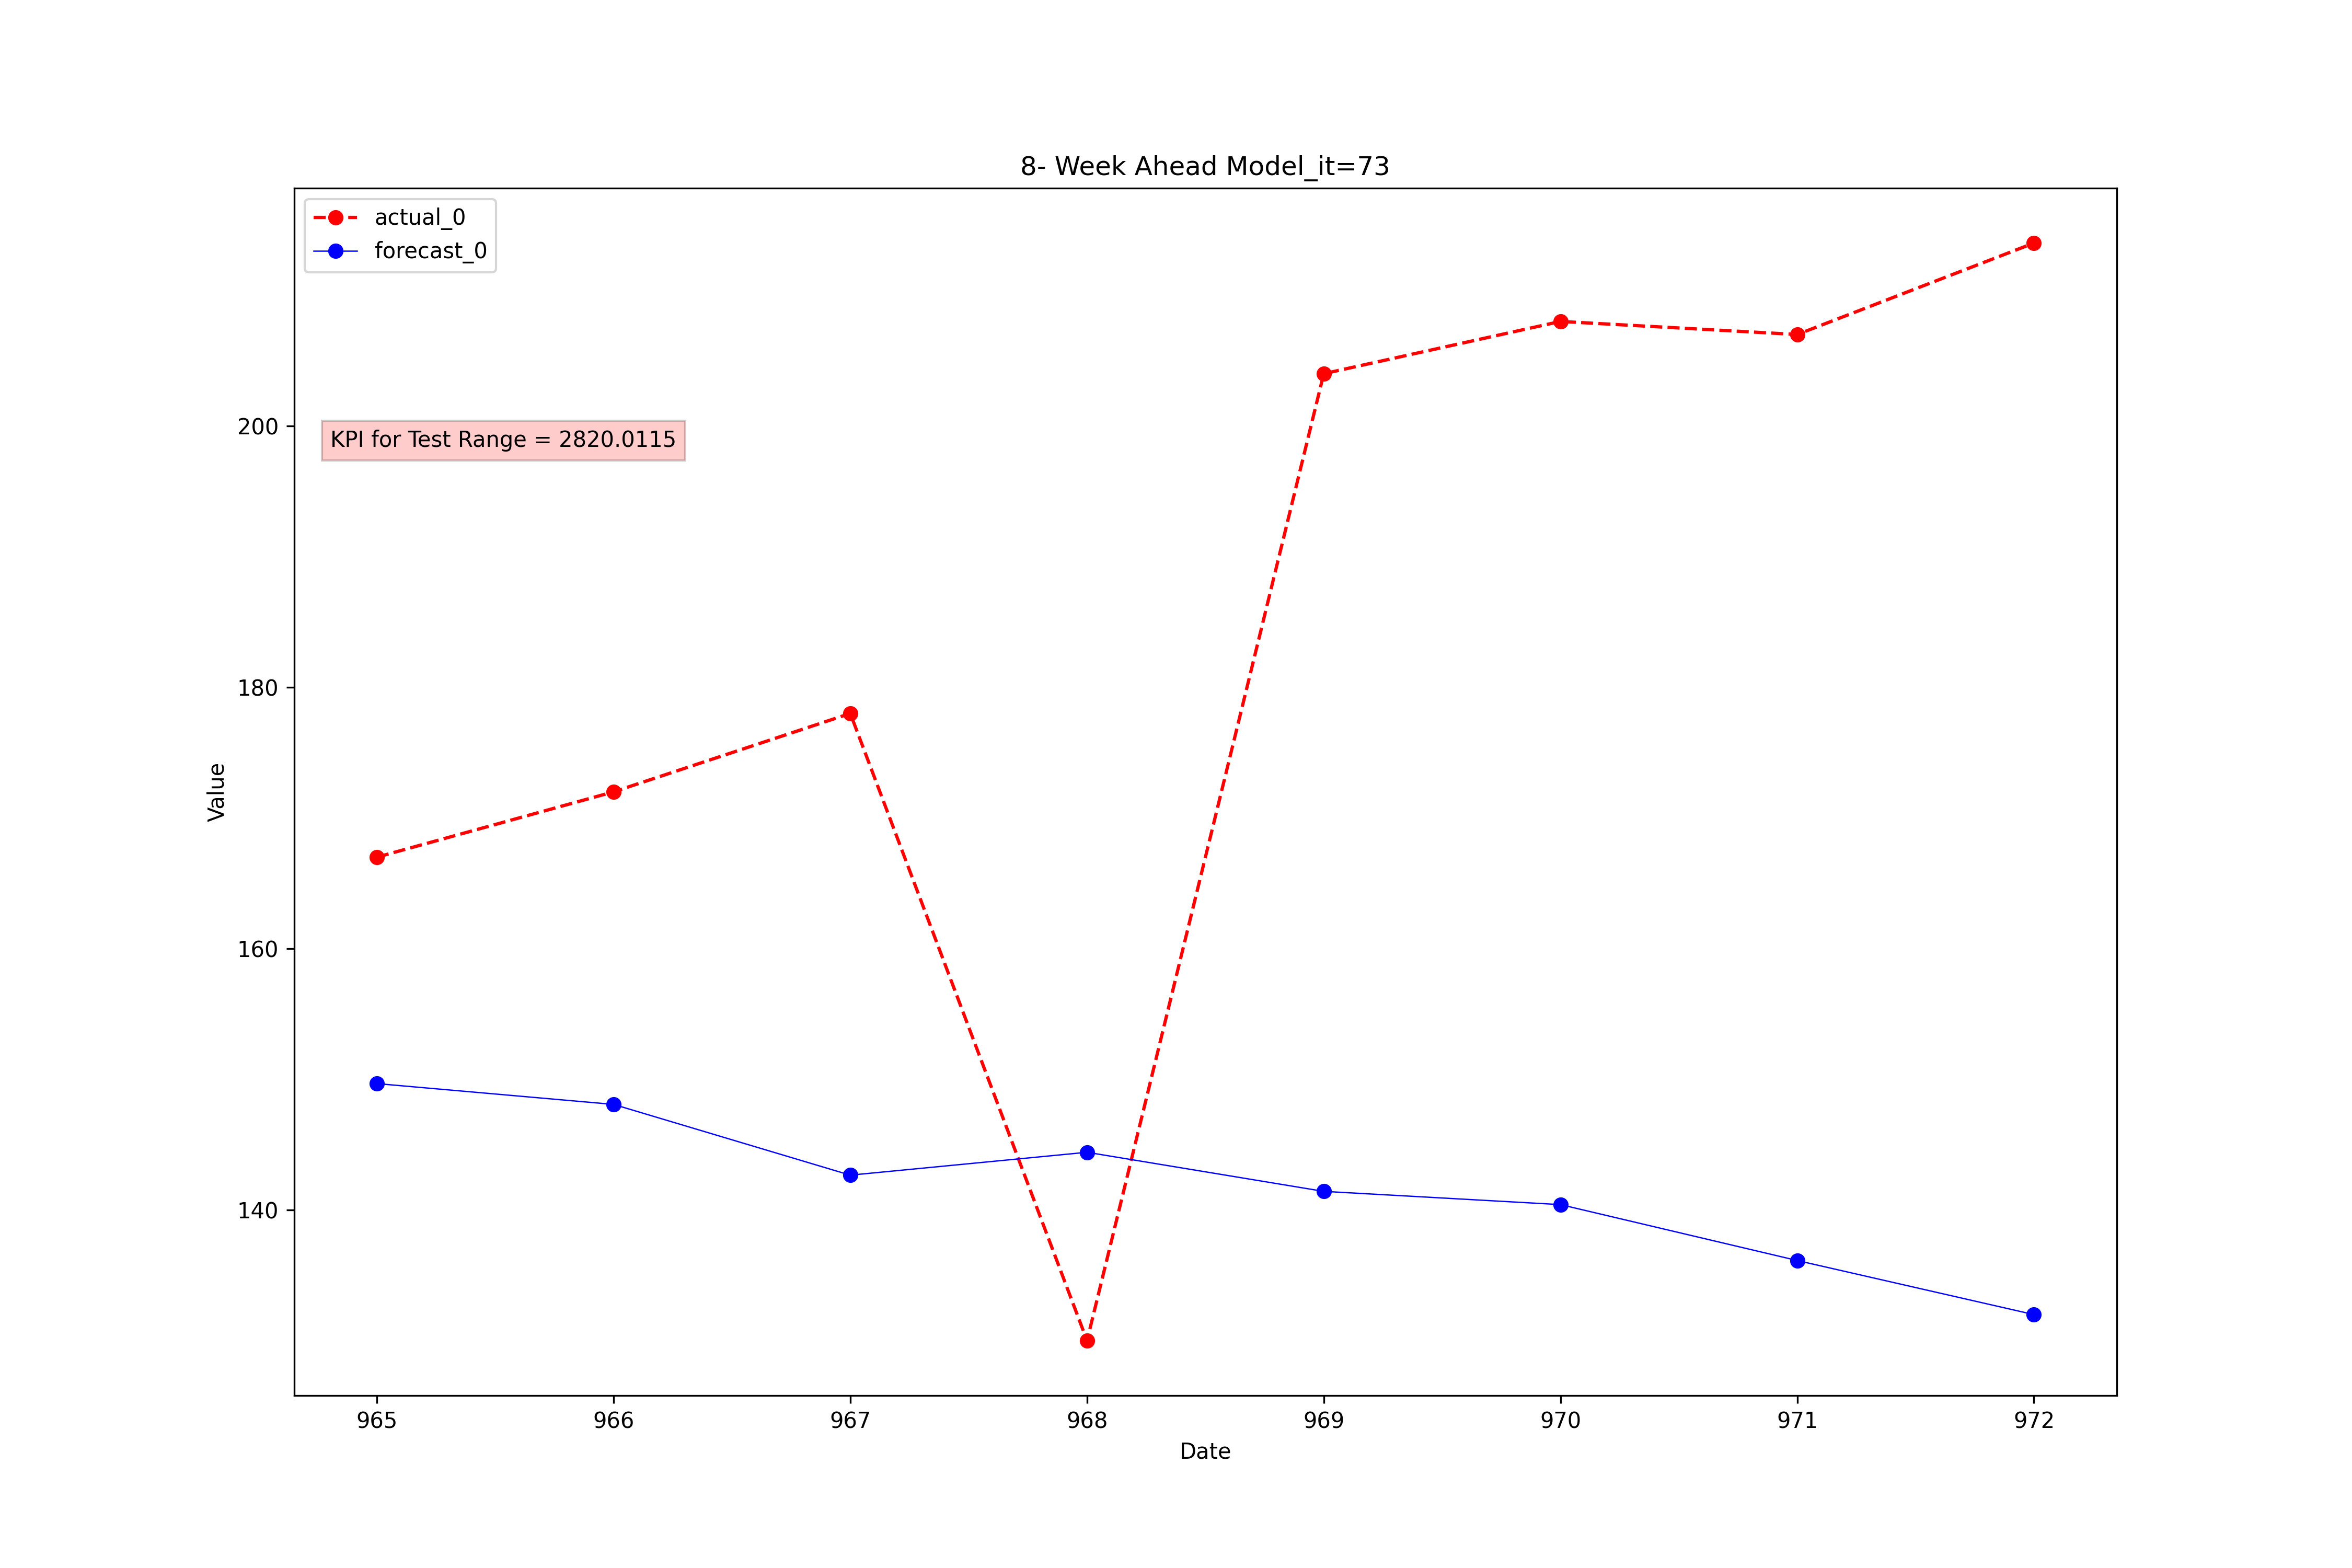 8- Week Ahead Model_it=73
actual_0
forecast_0
KPI for Test Range = 2820.0115
Value
200
180
160
140
965 966 967 968 969 970 971 972
Date